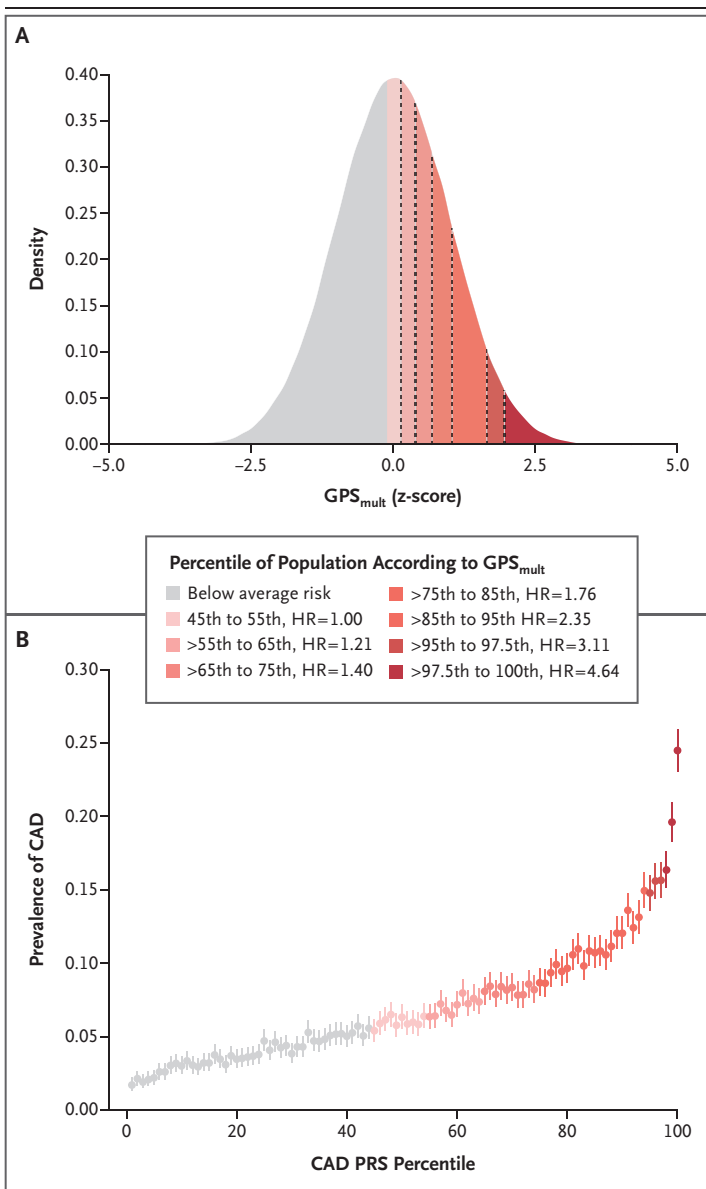 A
0.40
0.35
0.30
0.25
0.20
0.15
0.10
0.05
0.00
Density
−5.0 −2.5 0.0 2.5 5.0
GPSmult (z-score)
Percentile of Population According to GPSmult
Below average risk
45th to 55th, HR=1.00
>55th to 65th, HR=1.21
>65th to 75th, HR=1.40
>75th to 85th, HR=1.76
>85th to 95th HR=2.35
>95th to 97.5th, HR=3.11
>97.5th to 100th, HR=4.64
B
0.30
0.25
0.20
0.15
0.10
0.05
0.00
Prevalence of CAD
0 20 40 60 80 100
CAD PRS Percentile